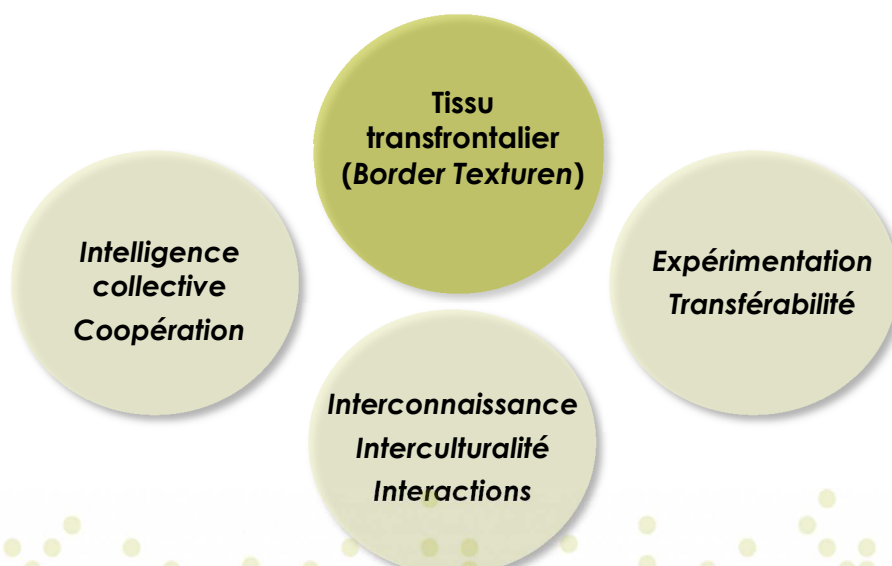 Tissu
transfrontalier
(Border Texturen)
Intelligence
collective
Coopération
Expérimentation
Transférabilité
Interconnaissance
Interculturalité
Interactions